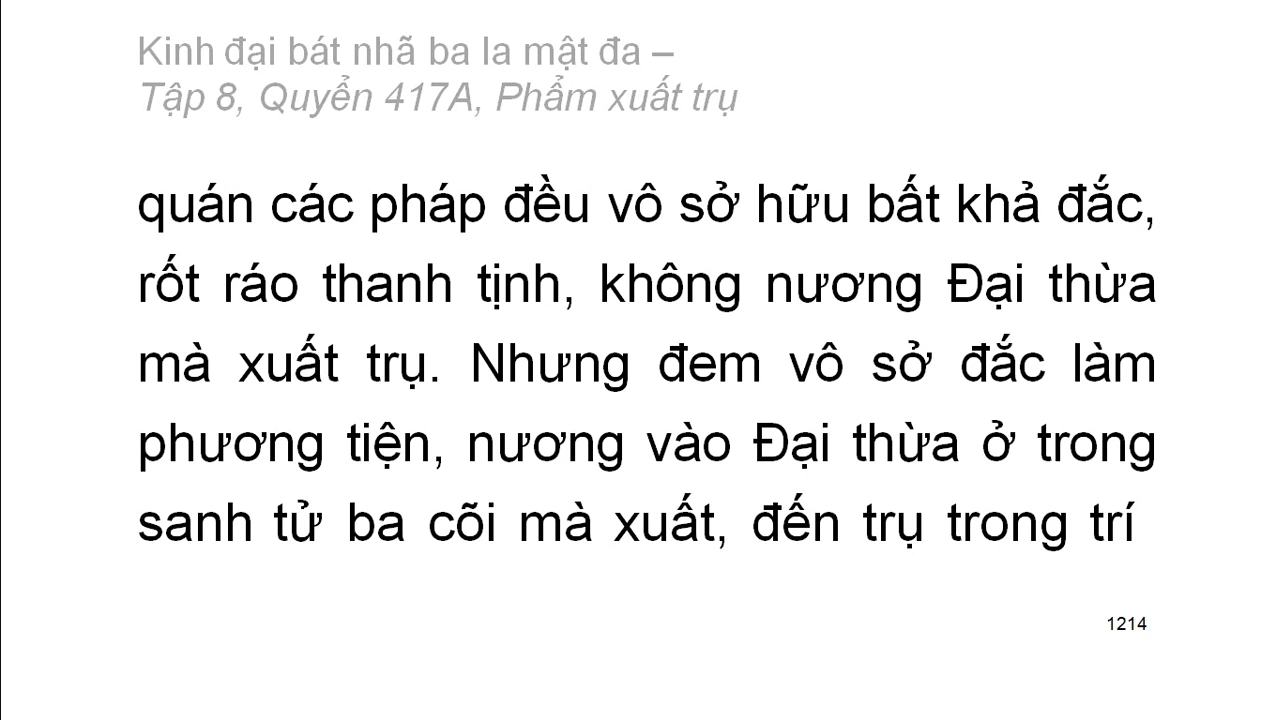 Kinh đại bát nhã ba la mật đa –
Tập 8, Quyển 417A, Phẩm xuất trụ
quán các pháp đều vô sở hữu bất khả đắc,
rốt ráo thanh tịnh, không nương Đại thừa
mà xuất trụ. Nhưng đem vô sở đắc làm
phương tiện, nương vào Đại thừa ở trong
sanh tử ba cõi mà xuất, đến trụ trong trí
1214